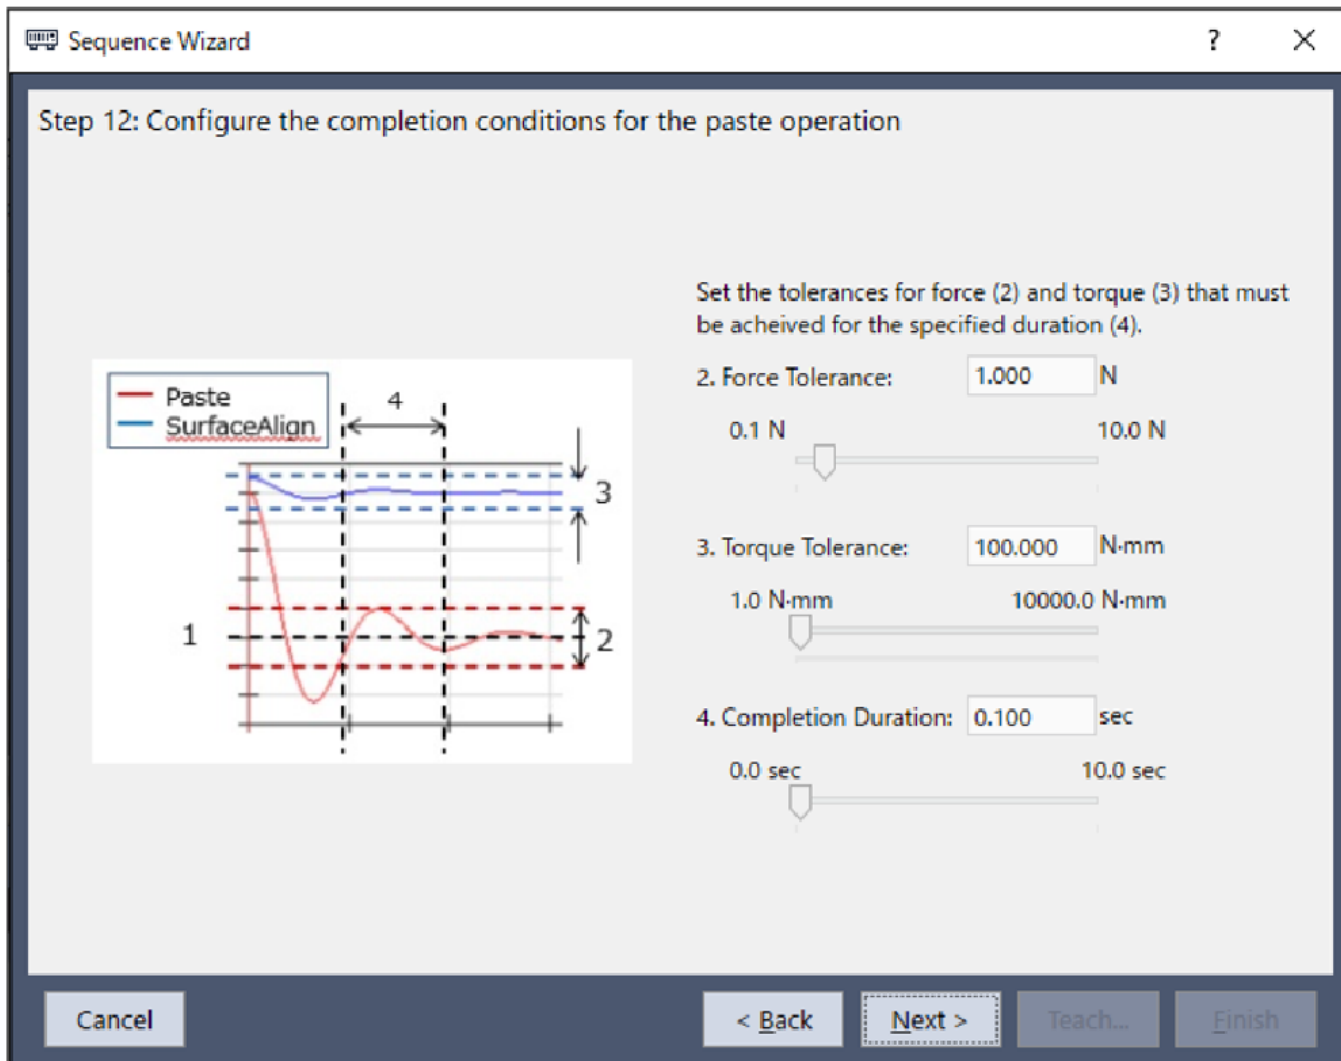 Sequence Wizard
?
Step 12: Configure the completion conditions for the paste operation
Set the tolerances for force (2) and torque (3) that must
be acheived for the specified duration (4).
Paste
SurfaceAlign
4
3
1
2
2. Force Tolerance: 1.000 N
0.1 N 10.0 N
3. Torque Tolerance: 100.000 N·mm
1.0 N·mm 10000.0 N·mm
4. Completion Duration: 0.100 sec
0.0 sec 10.0 sec
Cancel < Back Next > Teach... Finish